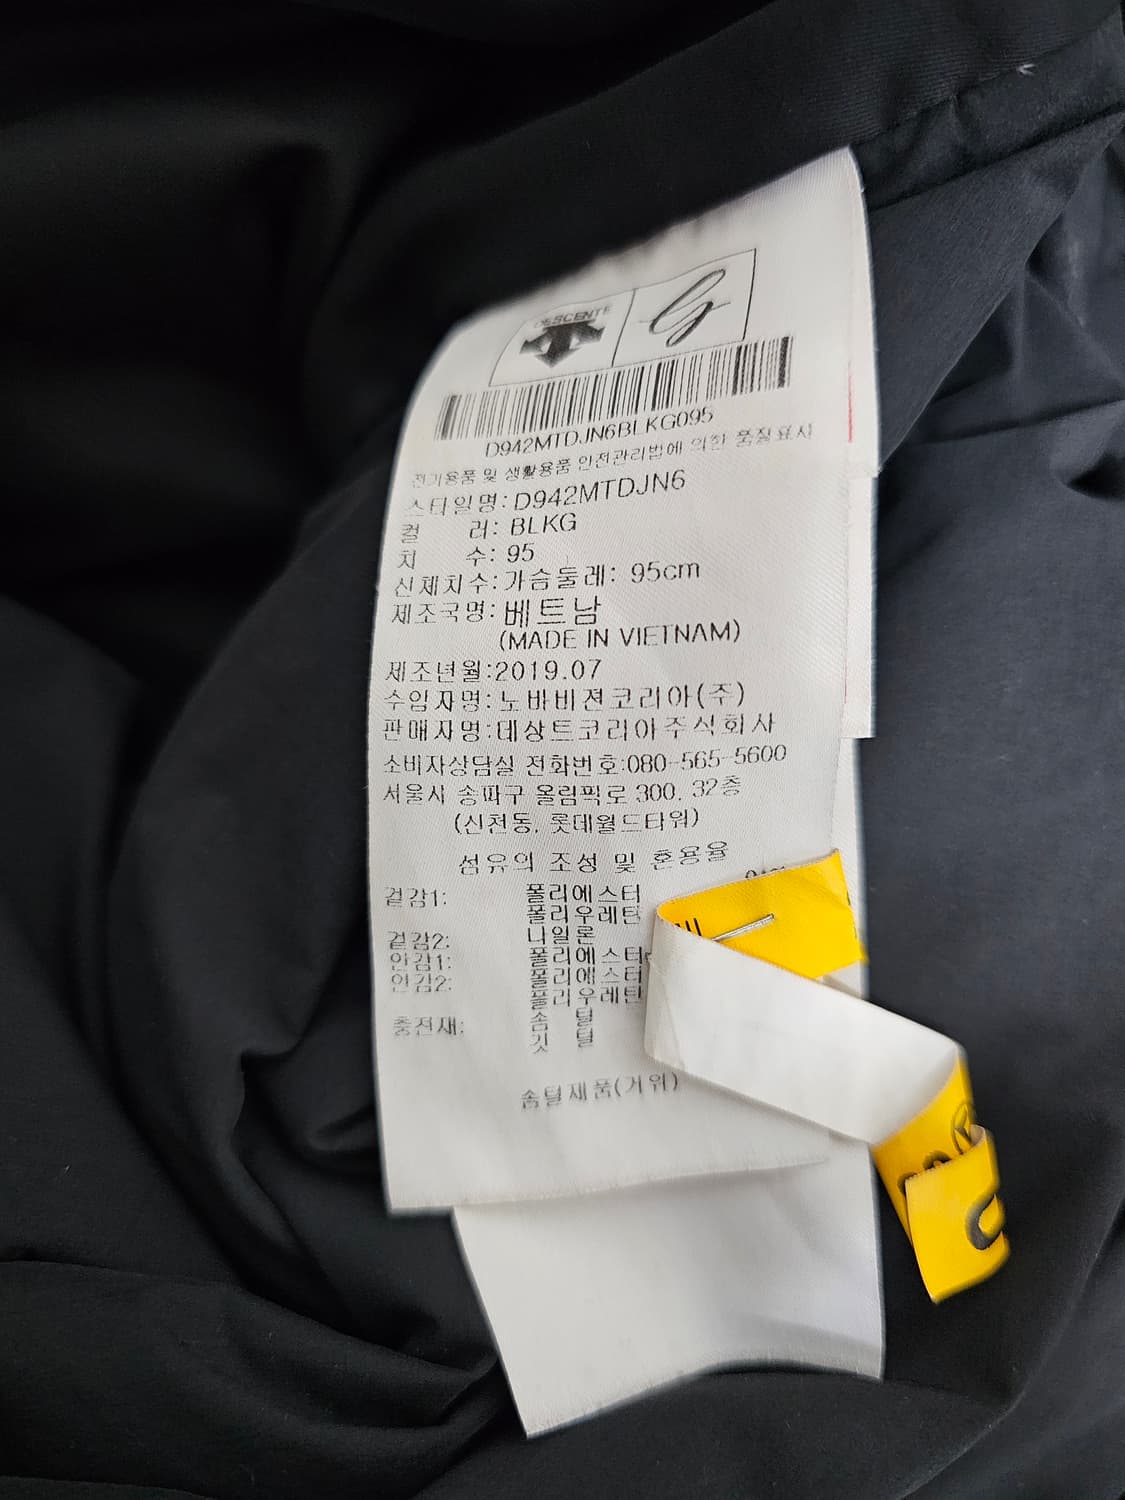 DESCENTE
D942MTDJN6BLKG095
전기용품 및 생활용품 안전관리법에 의한 품질표시
스타일명: D942MTDJN6
컬 러: BLKG
치 수: 95
신체치수: 가슴둘레: 95cm
제조국명: 베트남
(MADE IN VIETNAM)
제조년월:2019.07
수입자명: 노바비젼코리아(주)
판매자명: 데상트코리아주식회사
소비자상담실 전화번호:080-565-5600
서울시 송파구 올림픽로 300, 32층
(신천동, 롯데월드타워)
섬유의 조성 및 혼용율
겉감1: 폴리에스터
폴리우레탄
겉감2: 나일론
안감1: 폴리에스터
안감2: 폴리에스터
폴리우레탄
충전재: 솜 털
깃 털
솜털제품(거위)